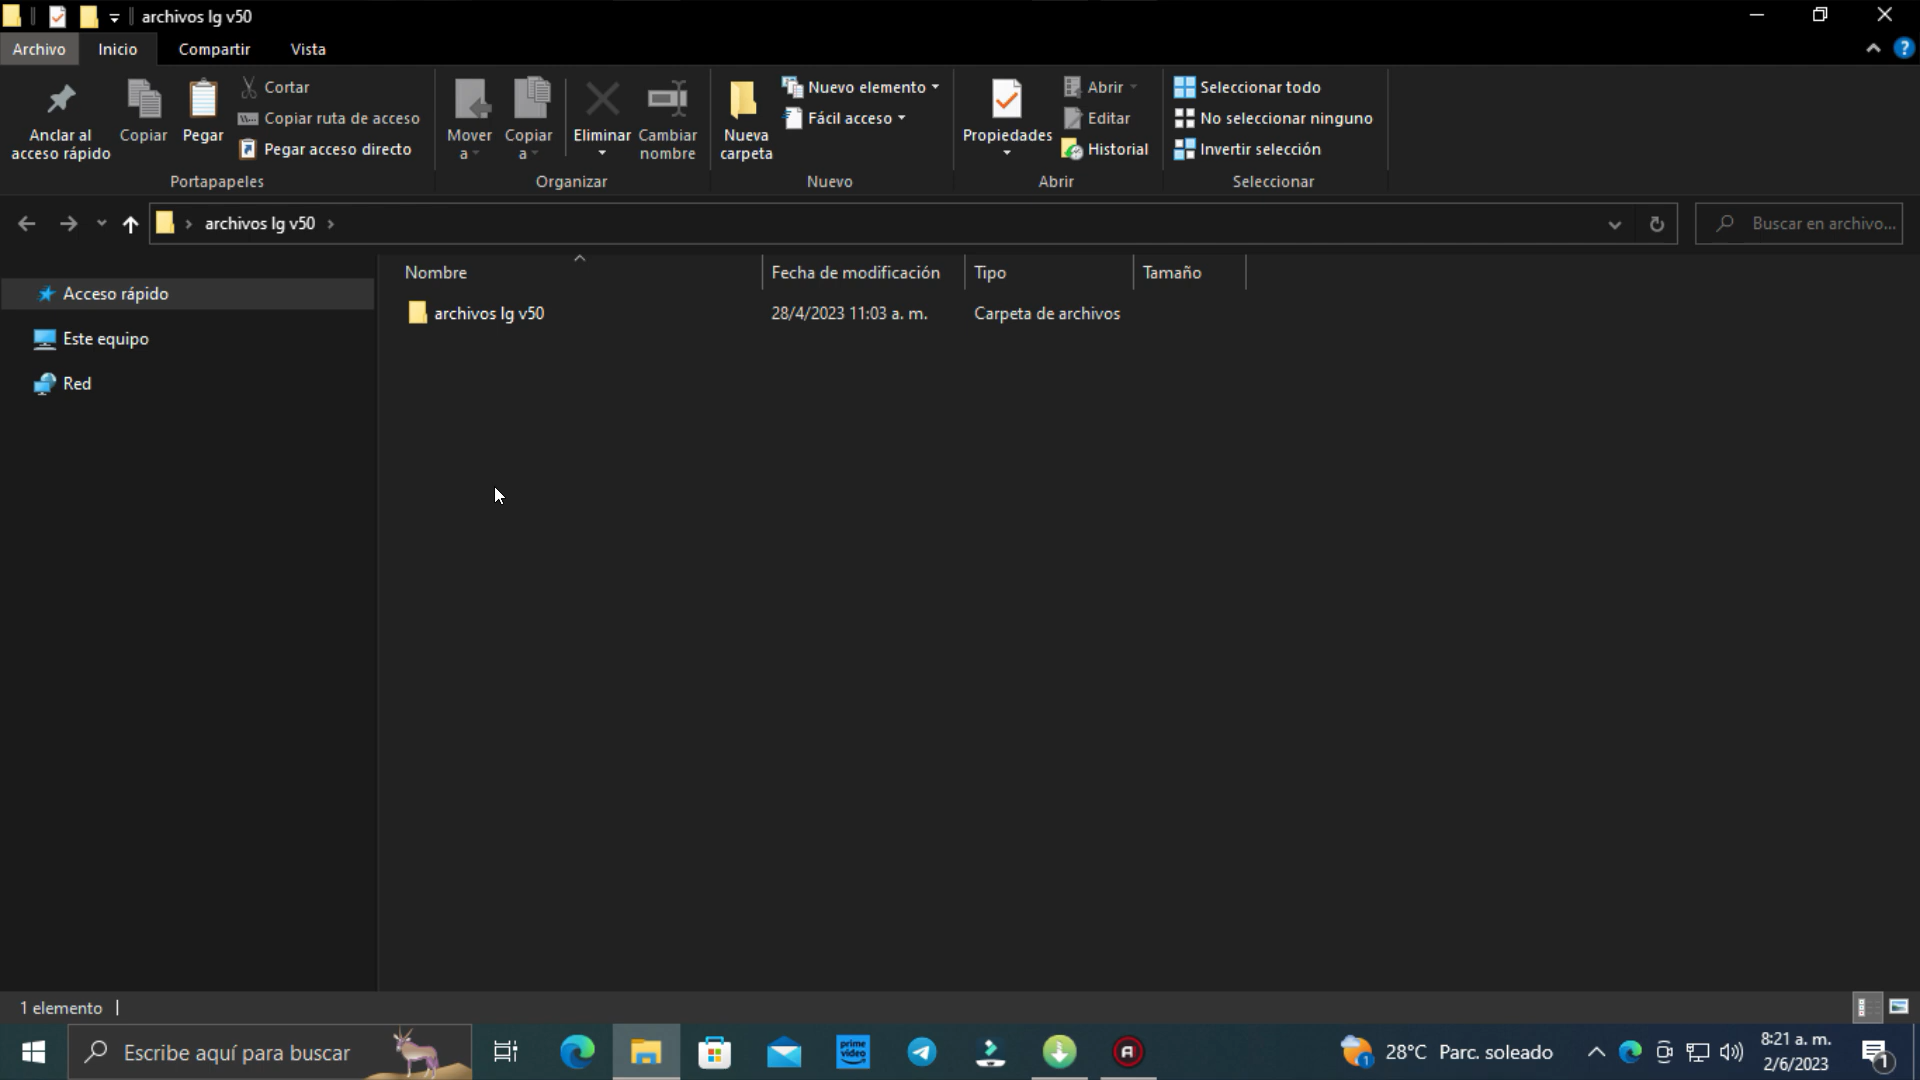 archivos lg v50
Archivo Inicio Compartir Vista
Anclar al acceso rápido
Copiar
Pegar
Cortar
Copiar ruta de acceso
Pegar acceso directo
Portapapeles
Mover a
Copiar a
Eliminar
Cambiar nombre
Organizar
Nueva carpeta
Nuevo elemento
Fácil acceso
Nuevo
Propiedades
Abrir
Editar
Historial
Abrir
Seleccionar todo
No seleccionar ninguno
Invertir selección
Seleccionar
archivos lg v50
Buscar en archivo...
Acceso rápido
Este equipo
Red
Nombre Fecha de modificación Tipo Tamaño
archivos lg v50 28/4/2023 11:03 a. m. Carpeta de archivos
1 elemento
Escribe aquí para buscar
prime
video
1
28°C Parc. soleado
8:21 a. m.
2/6/2023
1